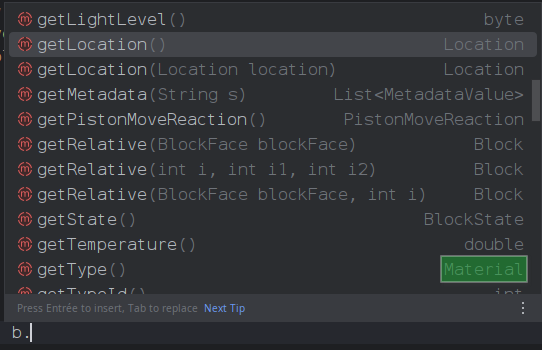 getLightLevel() byte
getLocation() Location
getLocation(Location location) Location
getMetadata(String s) List<MetadataValue>
getPistonMoveReaction() PistonMoveReaction
getRelative(BlockFace blockFace) Block
getRelative(int i, int i1, int i2) Block
getRelative(BlockFace blockFace, int i) Block
getState() BlockState
getTemperature() double
getType() Material
getTypeId() int
Press Entrée to insert, Tab to replace Next Tip
b.